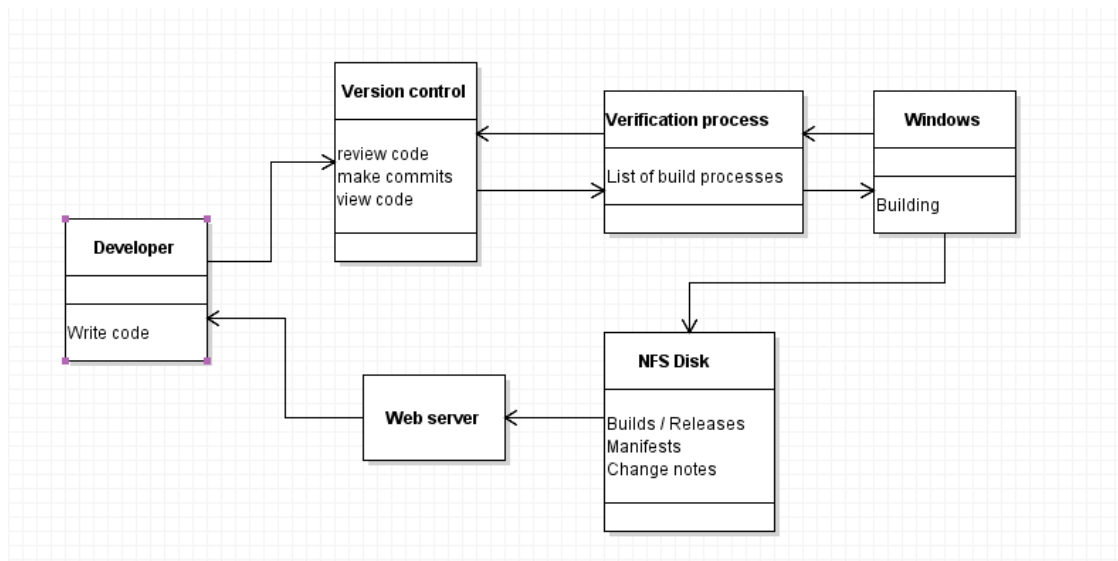 Version control
review code
make commits
view code
Verification process
List of build processes
Windows
Building
Developer
Write code
NFS Disk
Builds / Releases
Manifests
Change notes
Web server